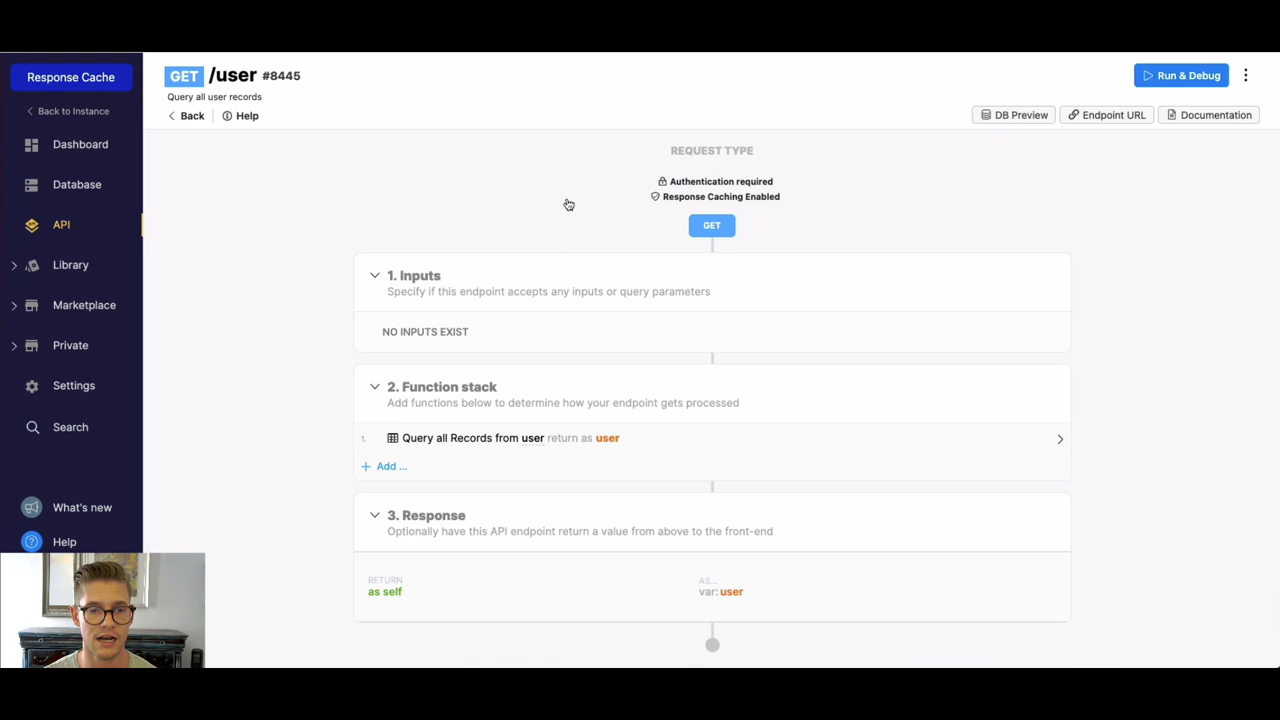 Response Cache
Back to Instance
Dashboard
Database
API
Library
Marketplace
Private
Settings
Search
What's new
Help
GET /user #8445
Query all user records
Back
Help
Run & Debug
DB Preview
Endpoint URL
Documentation
REQUEST TYPE
Authentication required
Response Caching Enabled
GET
1. Inputs
Specify if this endpoint accepts any inputs or query parameters
NO INPUTS EXIST
2. Function stack
Add functions below to determine how your endpoint gets processed
1. Query all Records from user return as user
+ Add ...
3. Response
Optionally have this API endpoint return a value from above to the front-end
RETURN
as self
AS...
var: user